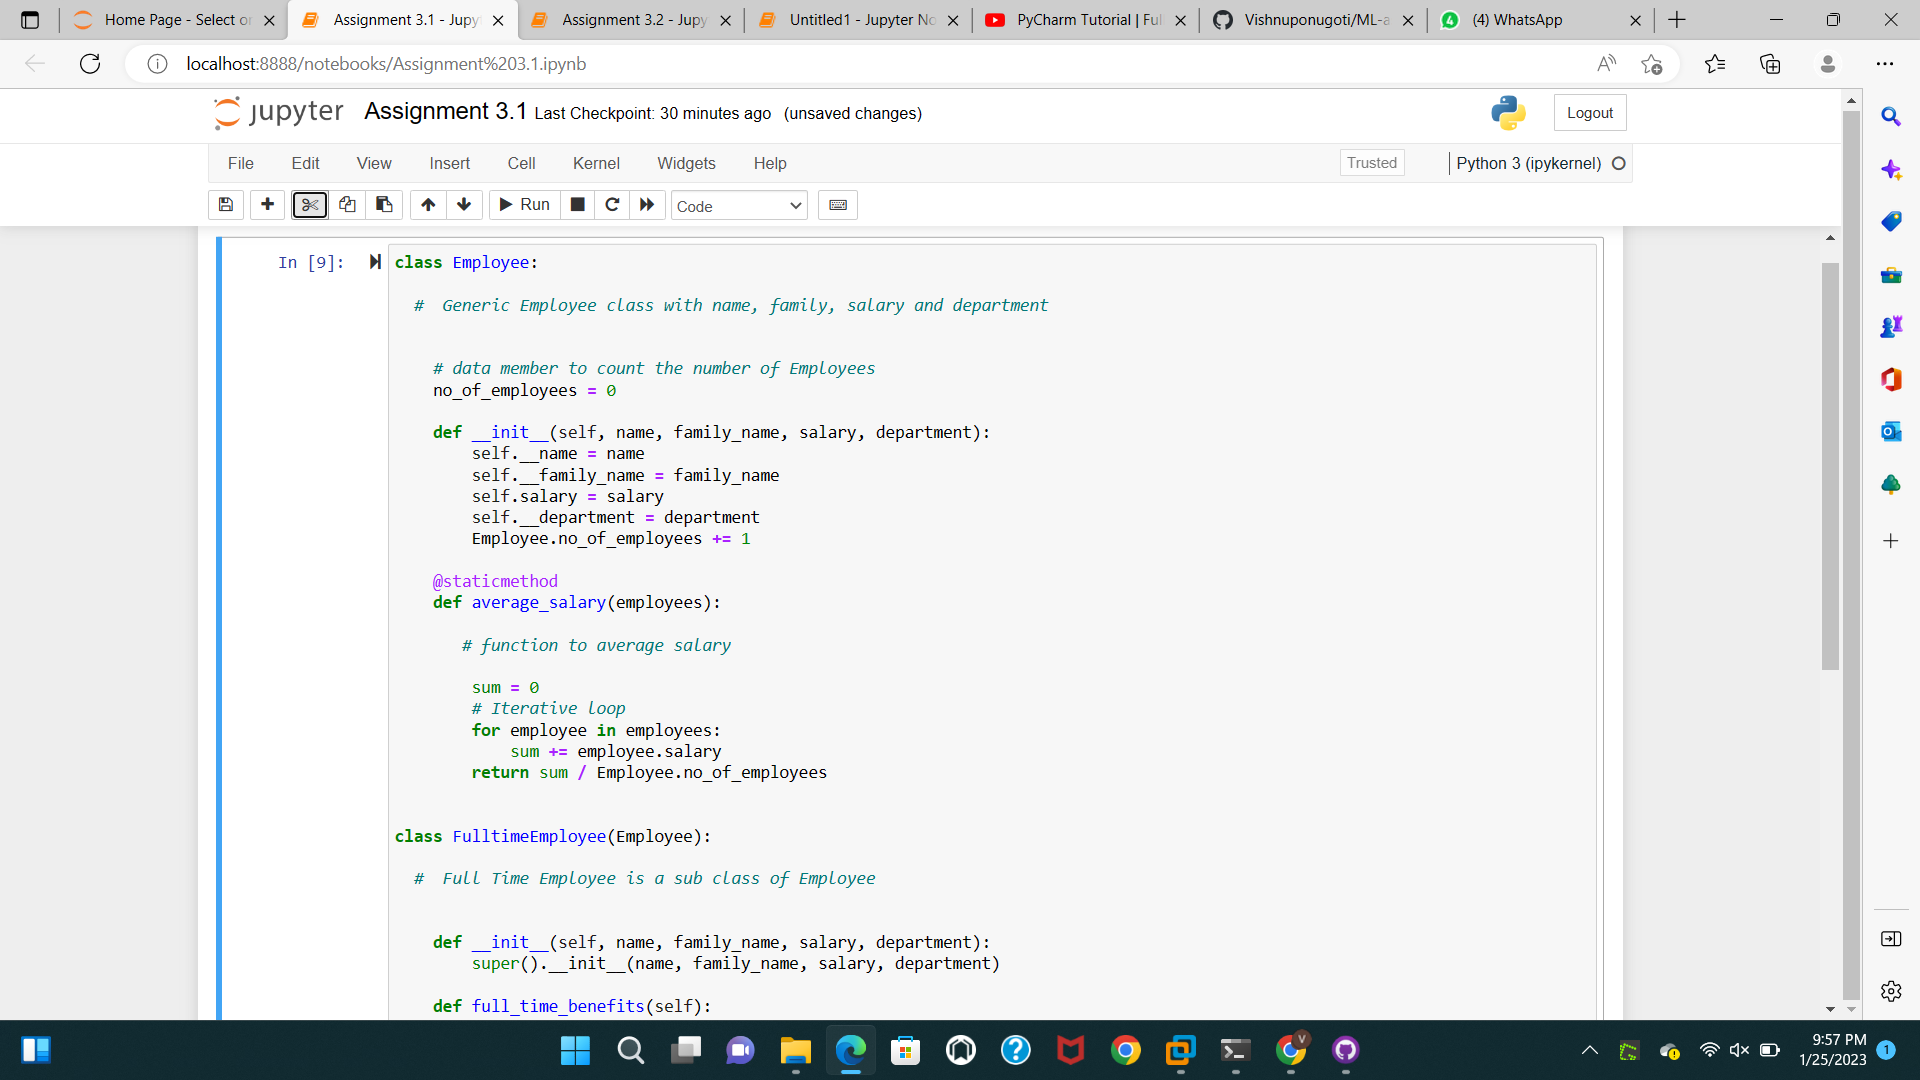 Home Page - Select or
Assignment 3.1 - Jupy
Assignment 3.2 - Jupy
Untitled1 - Jupyter No
PyCharm Tutorial | Ful
Vishnuponugoti/ML-a
4
(4) WhatsApp
localhost:8888/notebooks/Assignment%203.1.ipynb
jupyter Assignment 3.1 Last Checkpoint: 30 minutes ago (unsaved changes)
Logout
File Edit View Insert Cell Kernel Widgets Help
Trusted
Python 3 (ipykernel)
Run
Code
In [9]:
class Employee:
# Generic Employee class with name, family, salary and department
# data member to count the number of Employees
no_of_employees = 0
def __init__(self, name, family_name, salary, department):
self.__name = name
self.__family_name = family_name
self.salary = salary
self.__department = department
Employee.no_of_employees += 1
@staticmethod
def average_salary(employees):
# function to average salary
sum = 0
# Iterative loop
for employee in employees:
sum += employee.salary
return sum / Employee.no_of_employees
class FulltimeEmployee(Employee):
# Full Time Employee is a sub class of Employee
def __init__(self, name, family_name, salary, department):
super().__init__(name, family_name, salary, department)
def full_time_benefits(self):
V
9:57 PM
1/25/2023
1